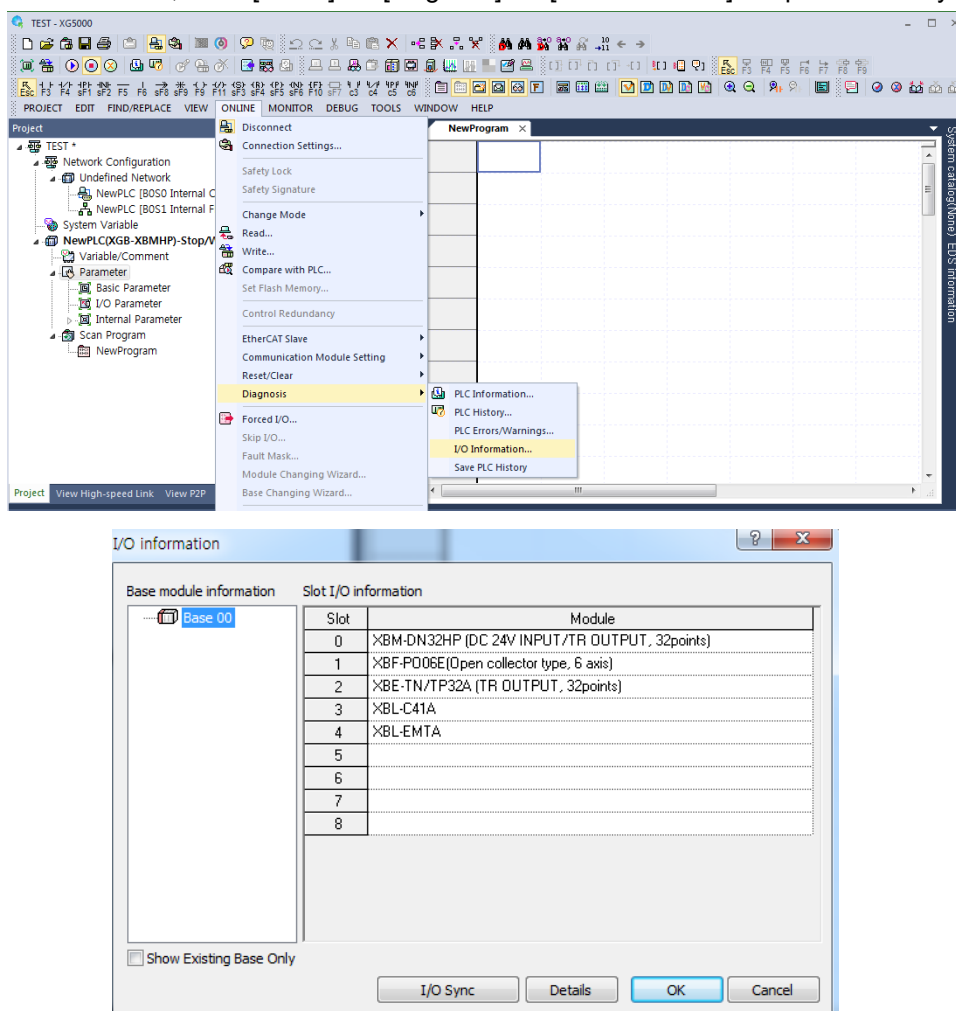 TEST - XG5000
PROJECT EDIT FIND/REPLACE VIEW ONLINE MONITOR DEBUG TOOLS WINDOW HELP
Project
TEST *
Network Configuration
Undefined Network
NewPLC [B0S0 Internal C
NewPLC [B0S1 Internal F
System Variable
NewPLC(XGB-XBMHP)-Stop/W
Variable/Comment
Parameter
Basic Parameter
I/O Parameter
Internal Parameter
Scan Program
NewProgram
Project View High-speed Link View P2P
Disconnect
Connection Settings...
Safety Lock
Safety Signature
Change Mode
Read...
Write...
Compare with PLC...
Set Flash Memory...
Control Redundancy
EtherCAT Slave
Communication Module Setting
Reset/Clear
Diagnosis
Forced I/O...
Skip I/O...
Fault Mask...
Module Changing Wizard...
Base Changing Wizard...
PLC Information...
PLC History...
PLC Errors/Warnings...
I/O Information...
Save PLC History
NewProgram
System catalog(None) EDS information
I/O information
Base module information
Base 00
Show Existing Base Only
Slot I/O information
Slot Module
0 XBM-DN32HP (DC 24V INPUT/TR OUTPUT, 32points)
1 XBF-PO06E(Open collector type, 6 axis)
2 XBE-TN/TP32A (TR OUTPUT, 32points)
3 XBL-C41A
4 XBL-EMTA
5
6
7
8
I/O Sync Details OK Cancel